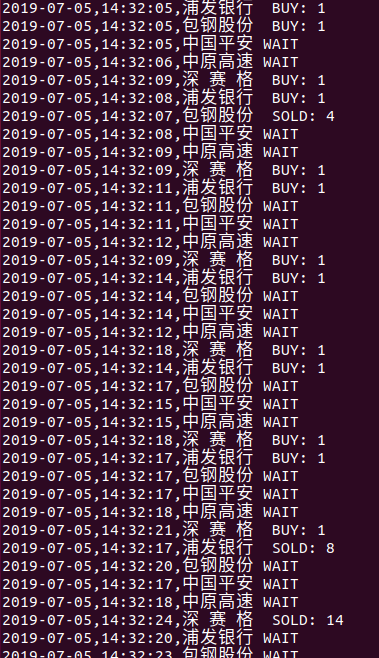 2019-07-05,14:32:05,浦发银行  BUY: 1
2019-07-05,14:32:05,包钢股份  BUY: 1
2019-07-05,14:32:05,中国平安 WAIT
2019-07-05,14:32:06,中原高速 WAIT
2019-07-05,14:32:09,深 赛 格  BUY: 1
2019-07-05,14:32:08,浦发银行  BUY: 1
2019-07-05,14:32:07,包钢股份  SOLD: 4
2019-07-05,14:32:08,中国平安 WAIT
2019-07-05,14:32:09,中原高速 WAIT
2019-07-05,14:32:09,深 赛 格  BUY: 1
2019-07-05,14:32:11,浦发银行  BUY: 1
2019-07-05,14:32:11,包钢股份 WAIT
2019-07-05,14:32:11,中国平安 WAIT
2019-07-05,14:32:12,中原高速 WAIT
2019-07-05,14:32:09,深 赛 格  BUY: 1
2019-07-05,14:32:14,浦发银行  BUY: 1
2019-07-05,14:32:14,包钢股份 WAIT
2019-07-05,14:32:14,中国平安 WAIT
2019-07-05,14:32:12,中原高速 WAIT
2019-07-05,14:32:18,深 赛 格  BUY: 1
2019-07-05,14:32:14,浦发银行  BUY: 1
2019-07-05,14:32:17,包钢股份 WAIT
2019-07-05,14:32:15,中国平安 WAIT
2019-07-05,14:32:15,中原高速 WAIT
2019-07-05,14:32:18,深 赛 格  BUY: 1
2019-07-05,14:32:17,浦发银行  BUY: 1
2019-07-05,14:32:17,包钢股份 WAIT
2019-07-05,14:32:17,中国平安 WAIT
2019-07-05,14:32:18,中原高速 WAIT
2019-07-05,14:32:21,深 赛 格  BUY: 1
2019-07-05,14:32:17,浦发银行  SOLD: 8
2019-07-05,14:32:20,包钢股份 WAIT
2019-07-05,14:32:17,中国平安 WAIT
2019-07-05,14:32:18,中原高速 WAIT
2019-07-05,14:32:24,深 赛 格  SOLD: 14
2019-07-05,14:32:20,浦发银行 WAIT
2019-07-05,14:32:23,包钢股份 WAIT